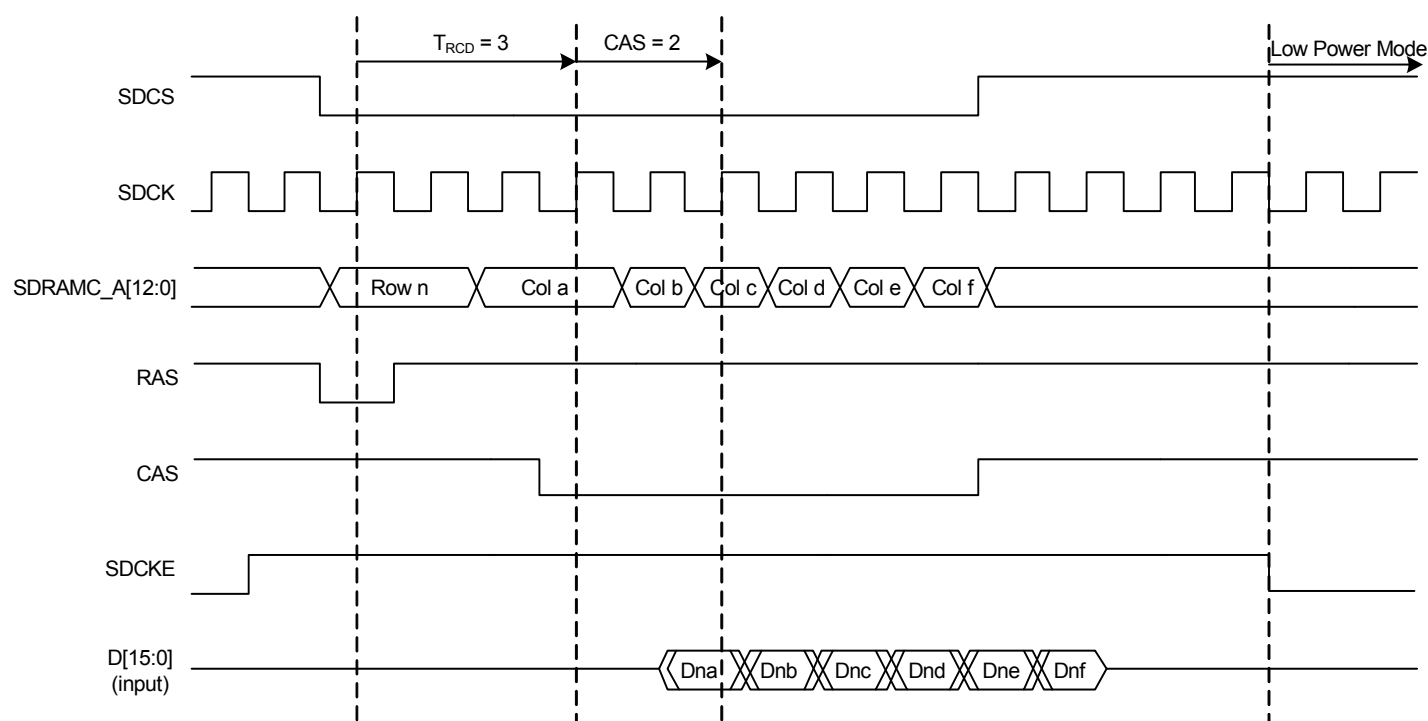 T_RCD = 3
CAS = 2
Low Power Mode
SDCS
SDCK
SDRAMC_A[12:0]
Row n
Col a
Col b
Col c
Col d
Col e
Col f
RAS
CAS
SDCKE
D[15:0]
(input)
Dna
Dnb
Dnc
Dnd
Dne
Dnf